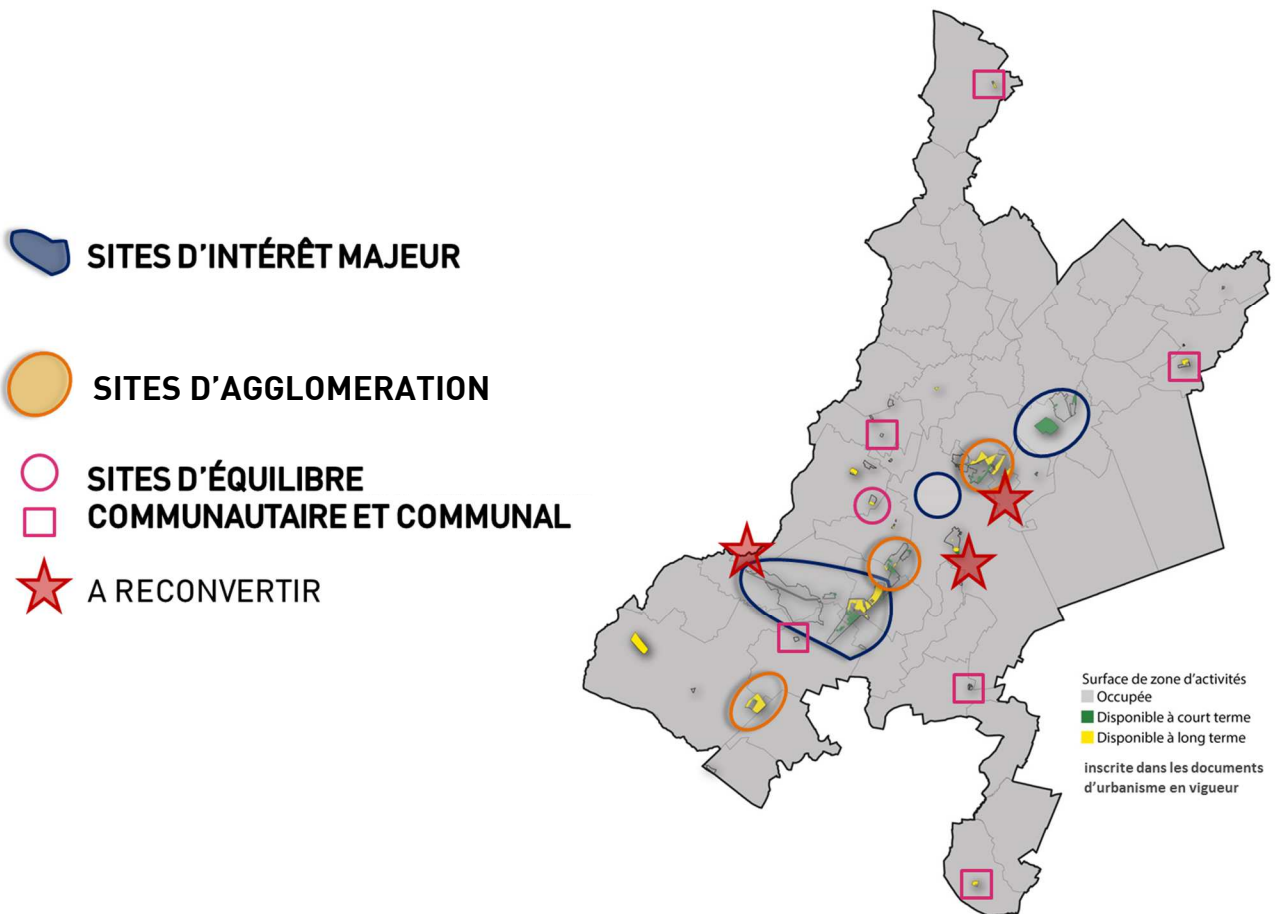 SITES D'INTÉRÊT MAJEUR
SITES D'AGGLOMERATION
SITES D'ÉQUILIBRE
COMMUNAUTAIRE ET COMMUNAL
A RECONVERTIR
Surface de zone d'activités
Occupée
Disponible à court terme
Disponible à long terme
inscrite dans les documents
d'urbanisme en vigueur